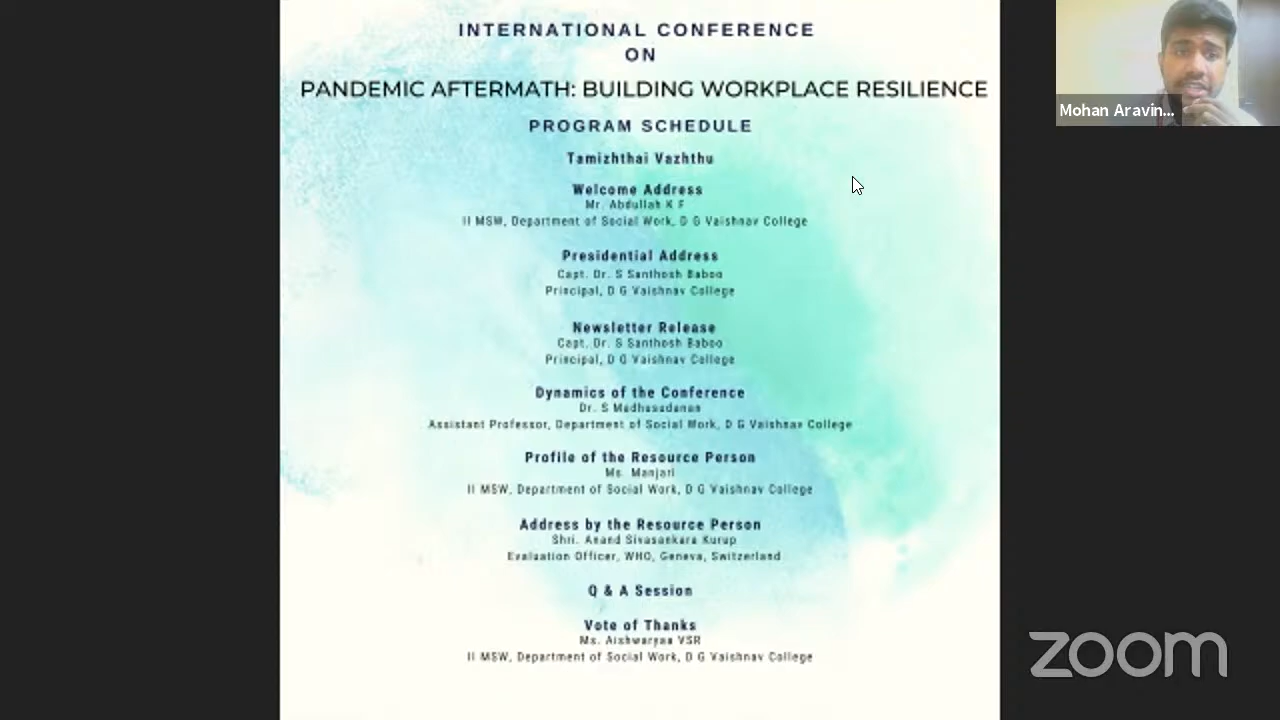 INTERNATIONAL CONFERENCE
ON
PANDEMIC AFTERMATH: BUILDING WORKPLACE RESILIENCE
PROGRAM SCHEDULE
Tamizhthai Vazhthu
Welcome Address
Mr. Abdullah K F
II MSW, Department of Social Work, D G Vaishnav College
Presidential Address
Capt. Dr. S Santhosh Baboo
Principal, D G Vaishnav College
Newsletter Release
Capt. Dr. S Santhosh Baboo
Principal, D G Vaishnav College
Dynamics of the Conference
Dr. S Madhusudanan
Assistant Professor, Department of Social Work, D G Vaishnav College
Profile of the Resource Person
Ms. Manjari
II MSW, Department of Social Work, D G Vaishnav College
Address by the Resource Person
Shri. Anand Sivasankara Kurup
Evaluation Officer, WHO, Geneva, Switzerland
Q & A Session
Vote of Thanks
Ms. Aishwaryaa VSR
II MSW, Department of Social Work, D G Vaishnav College
Mohan Aravin...
zoom